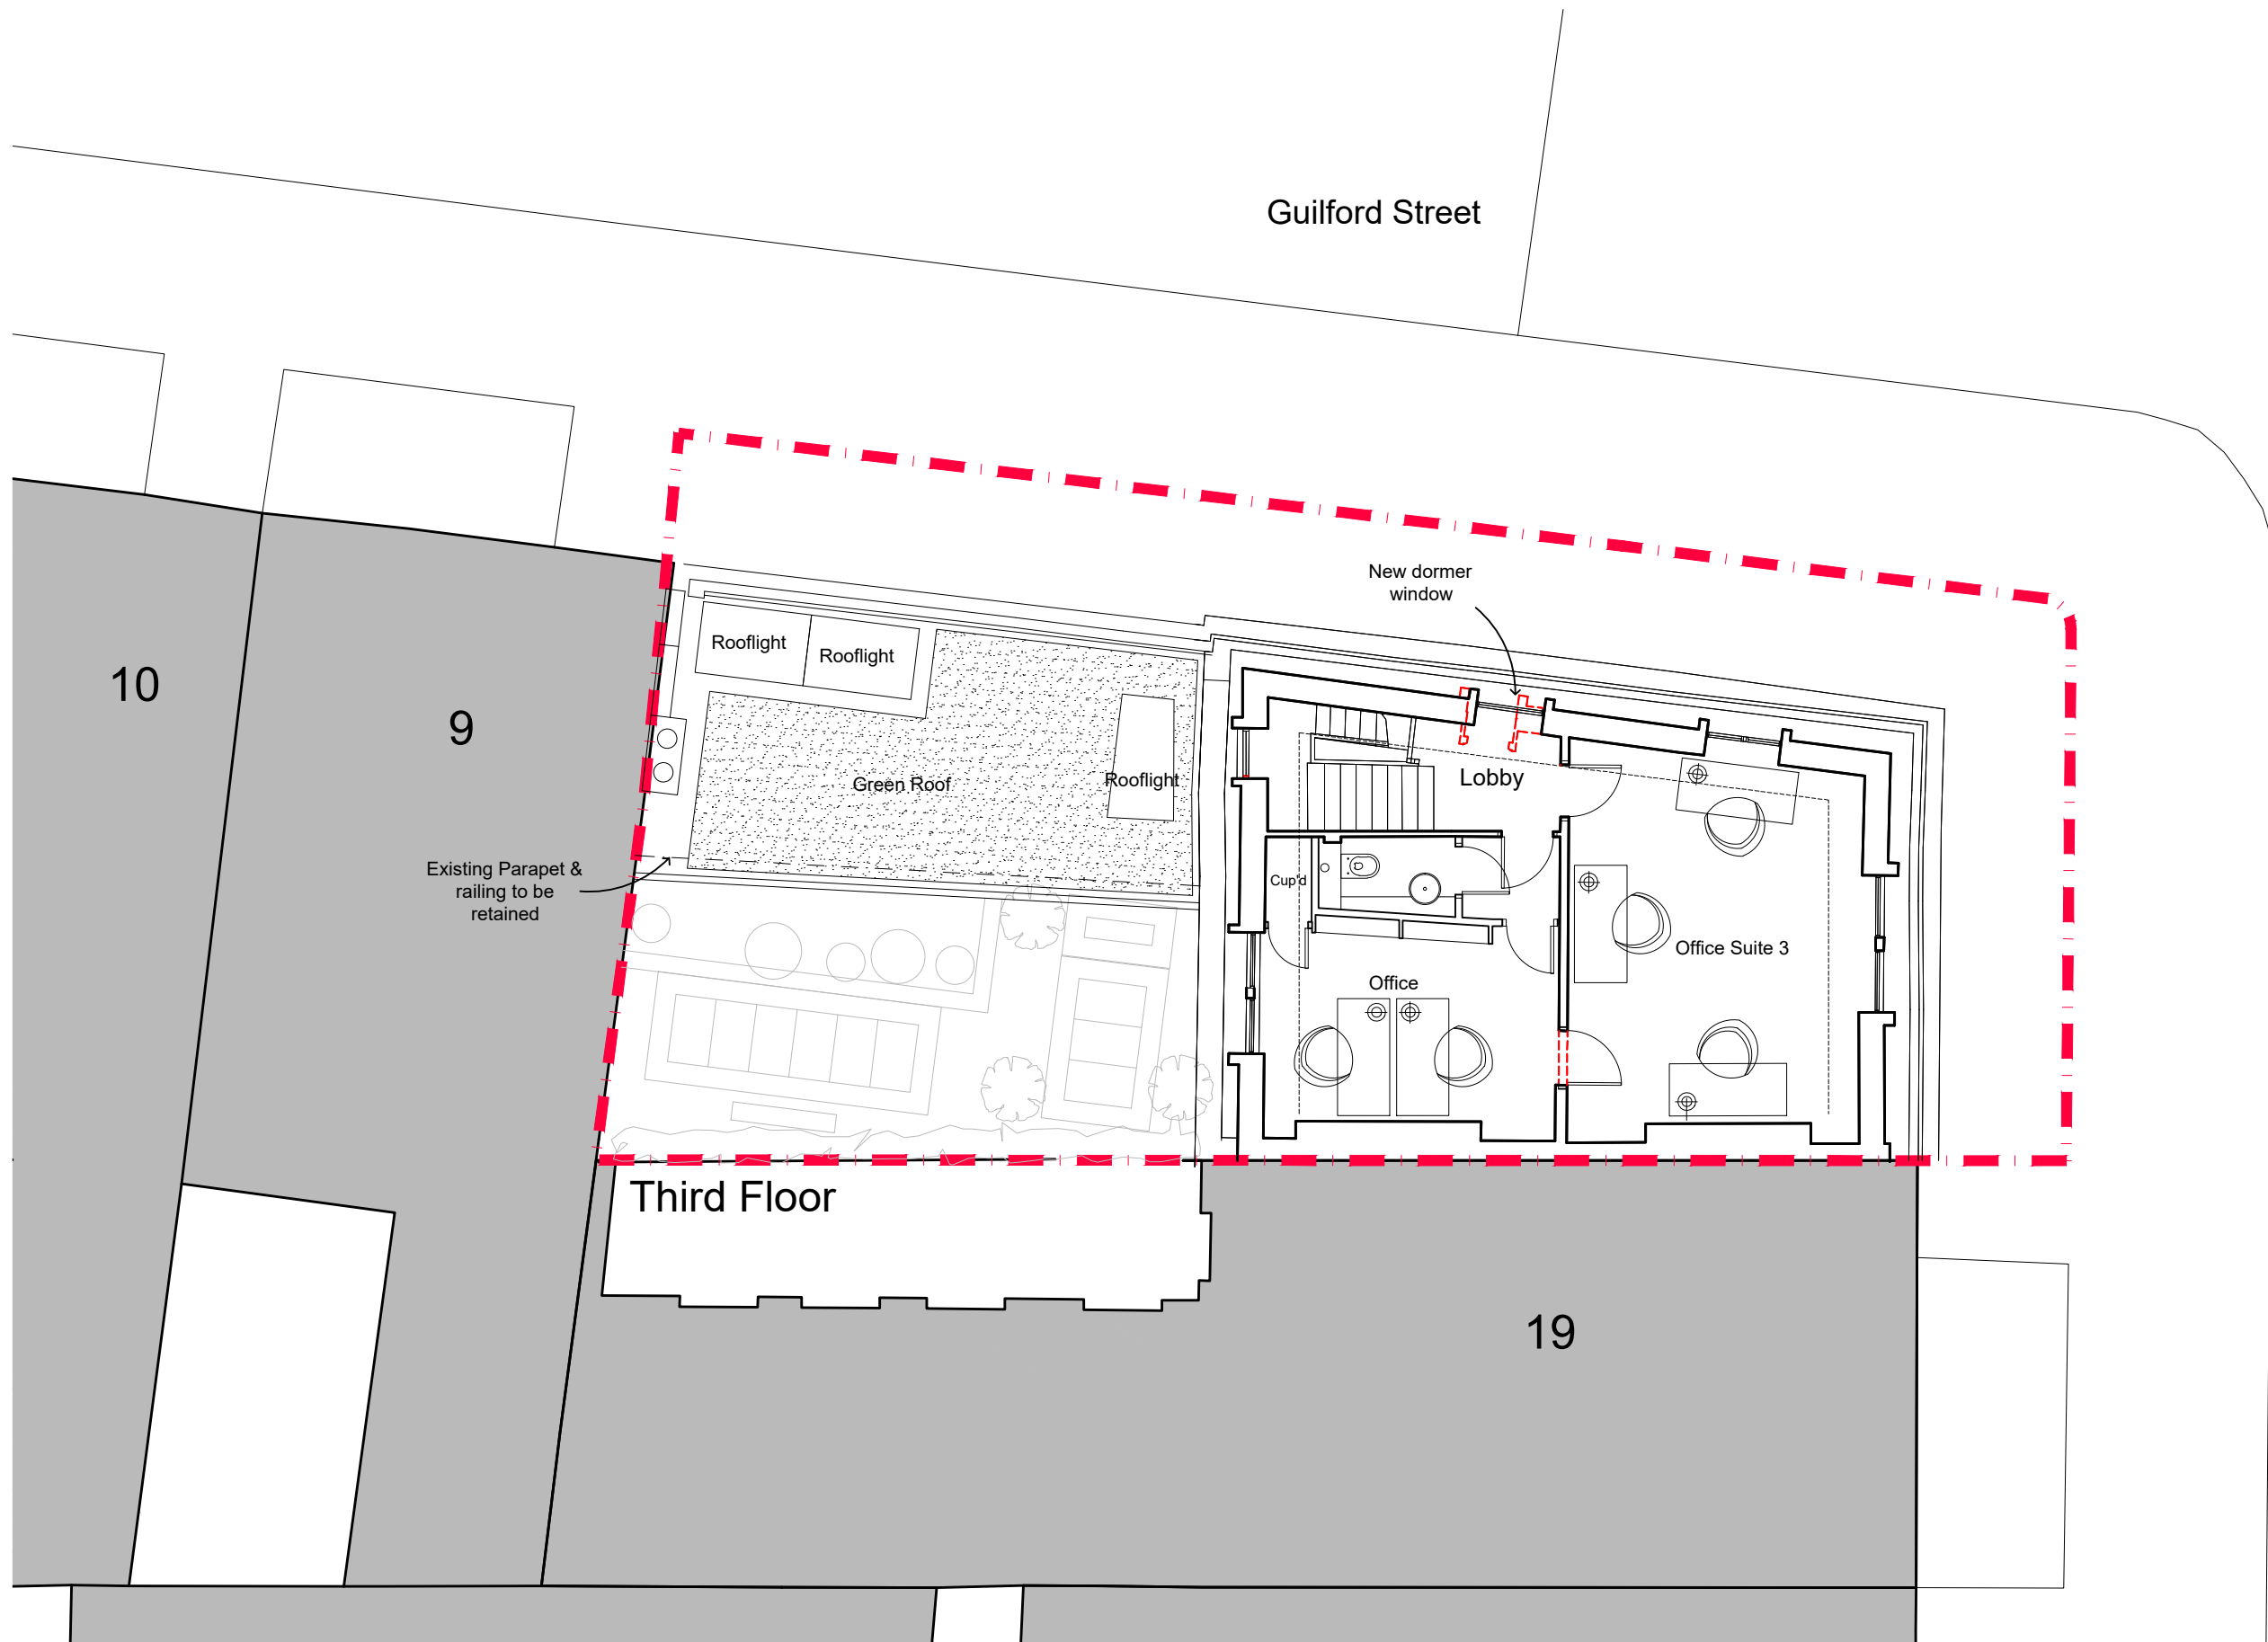 Guilford Street
New dormer
window
Rooflight
Rooflight
10
9
Rooflight
Green Roof
Lobby
Existing Parapet &
railing to be
retained
Cup'd
Office Suite 3
Office
Third Floor
19